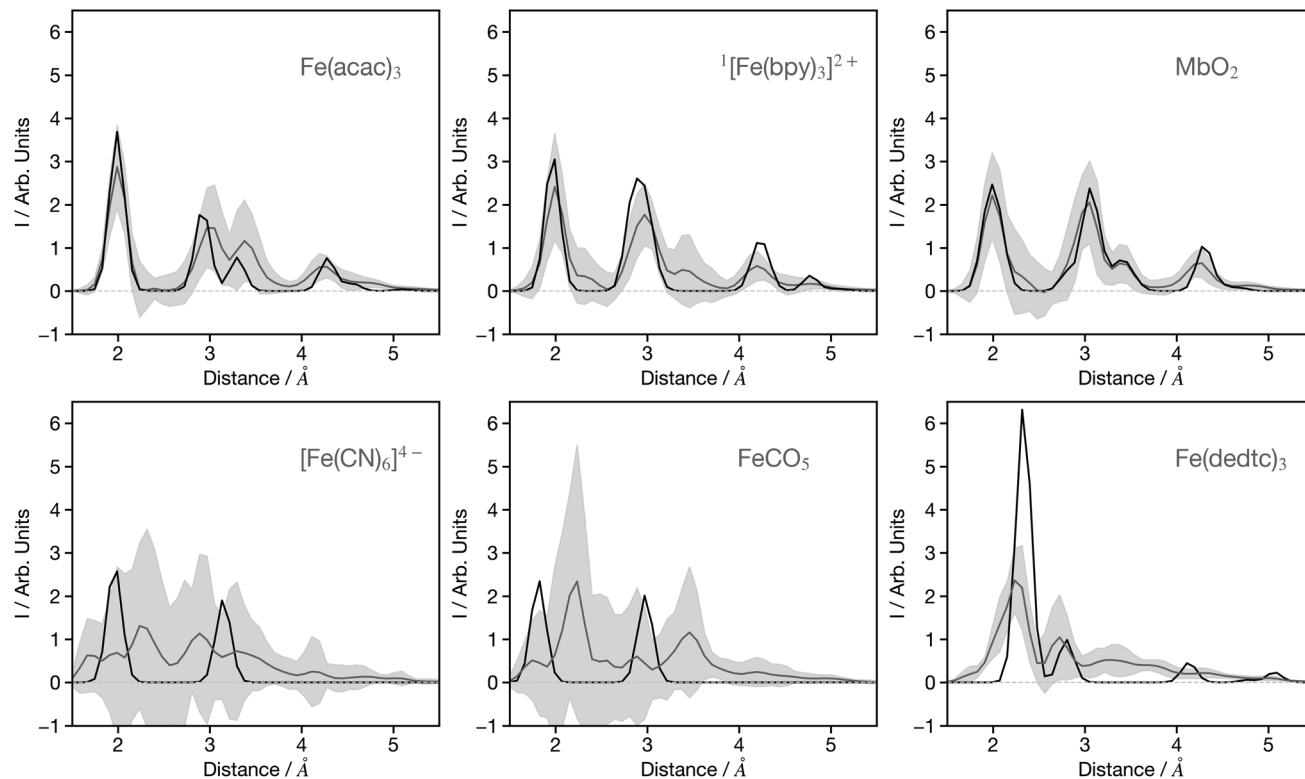 6
5
4
3
2
1
0
−1
I / Arb. Units
Fe(acac)₃
2 3 4 5
Distance / Å
6
5
4
3
2
1
0
−1
I / Arb. Units
¹[Fe(bpy)₃]²⁺
2 3 4 5
Distance / Å
6
5
4
3
2
1
0
−1
I / Arb. Units
MbO₂
2 3 4 5
Distance / Å
6
5
4
3
2
1
0
−1
I / Arb. Units
[Fe(CN)₆]⁴⁻
2 3 4 5
Distance / Å
6
5
4
3
2
1
0
−1
I / Arb. Units
FeCO₅
2 3 4 5
Distance / Å
6
5
4
3
2
1
0
−1
I / Arb. Units
Fe(dedtc)₃
2 3 4 5
Distance / Å